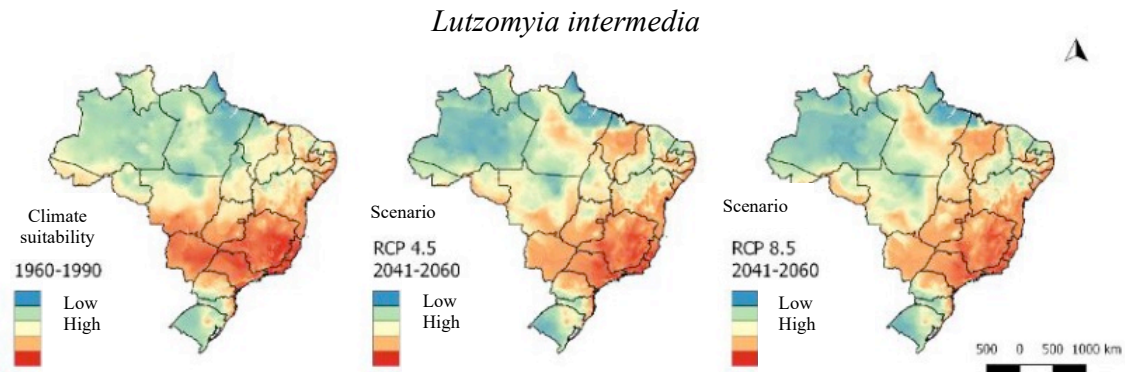 Lutzomyia intermedia
Climate
suitability
1960-1990
Low
High
Scenario
RCP 4.5
2041-2060
Low
High
Scenario
RCP 8.5
2041-2060
Low
High
500 0 500 1000 km